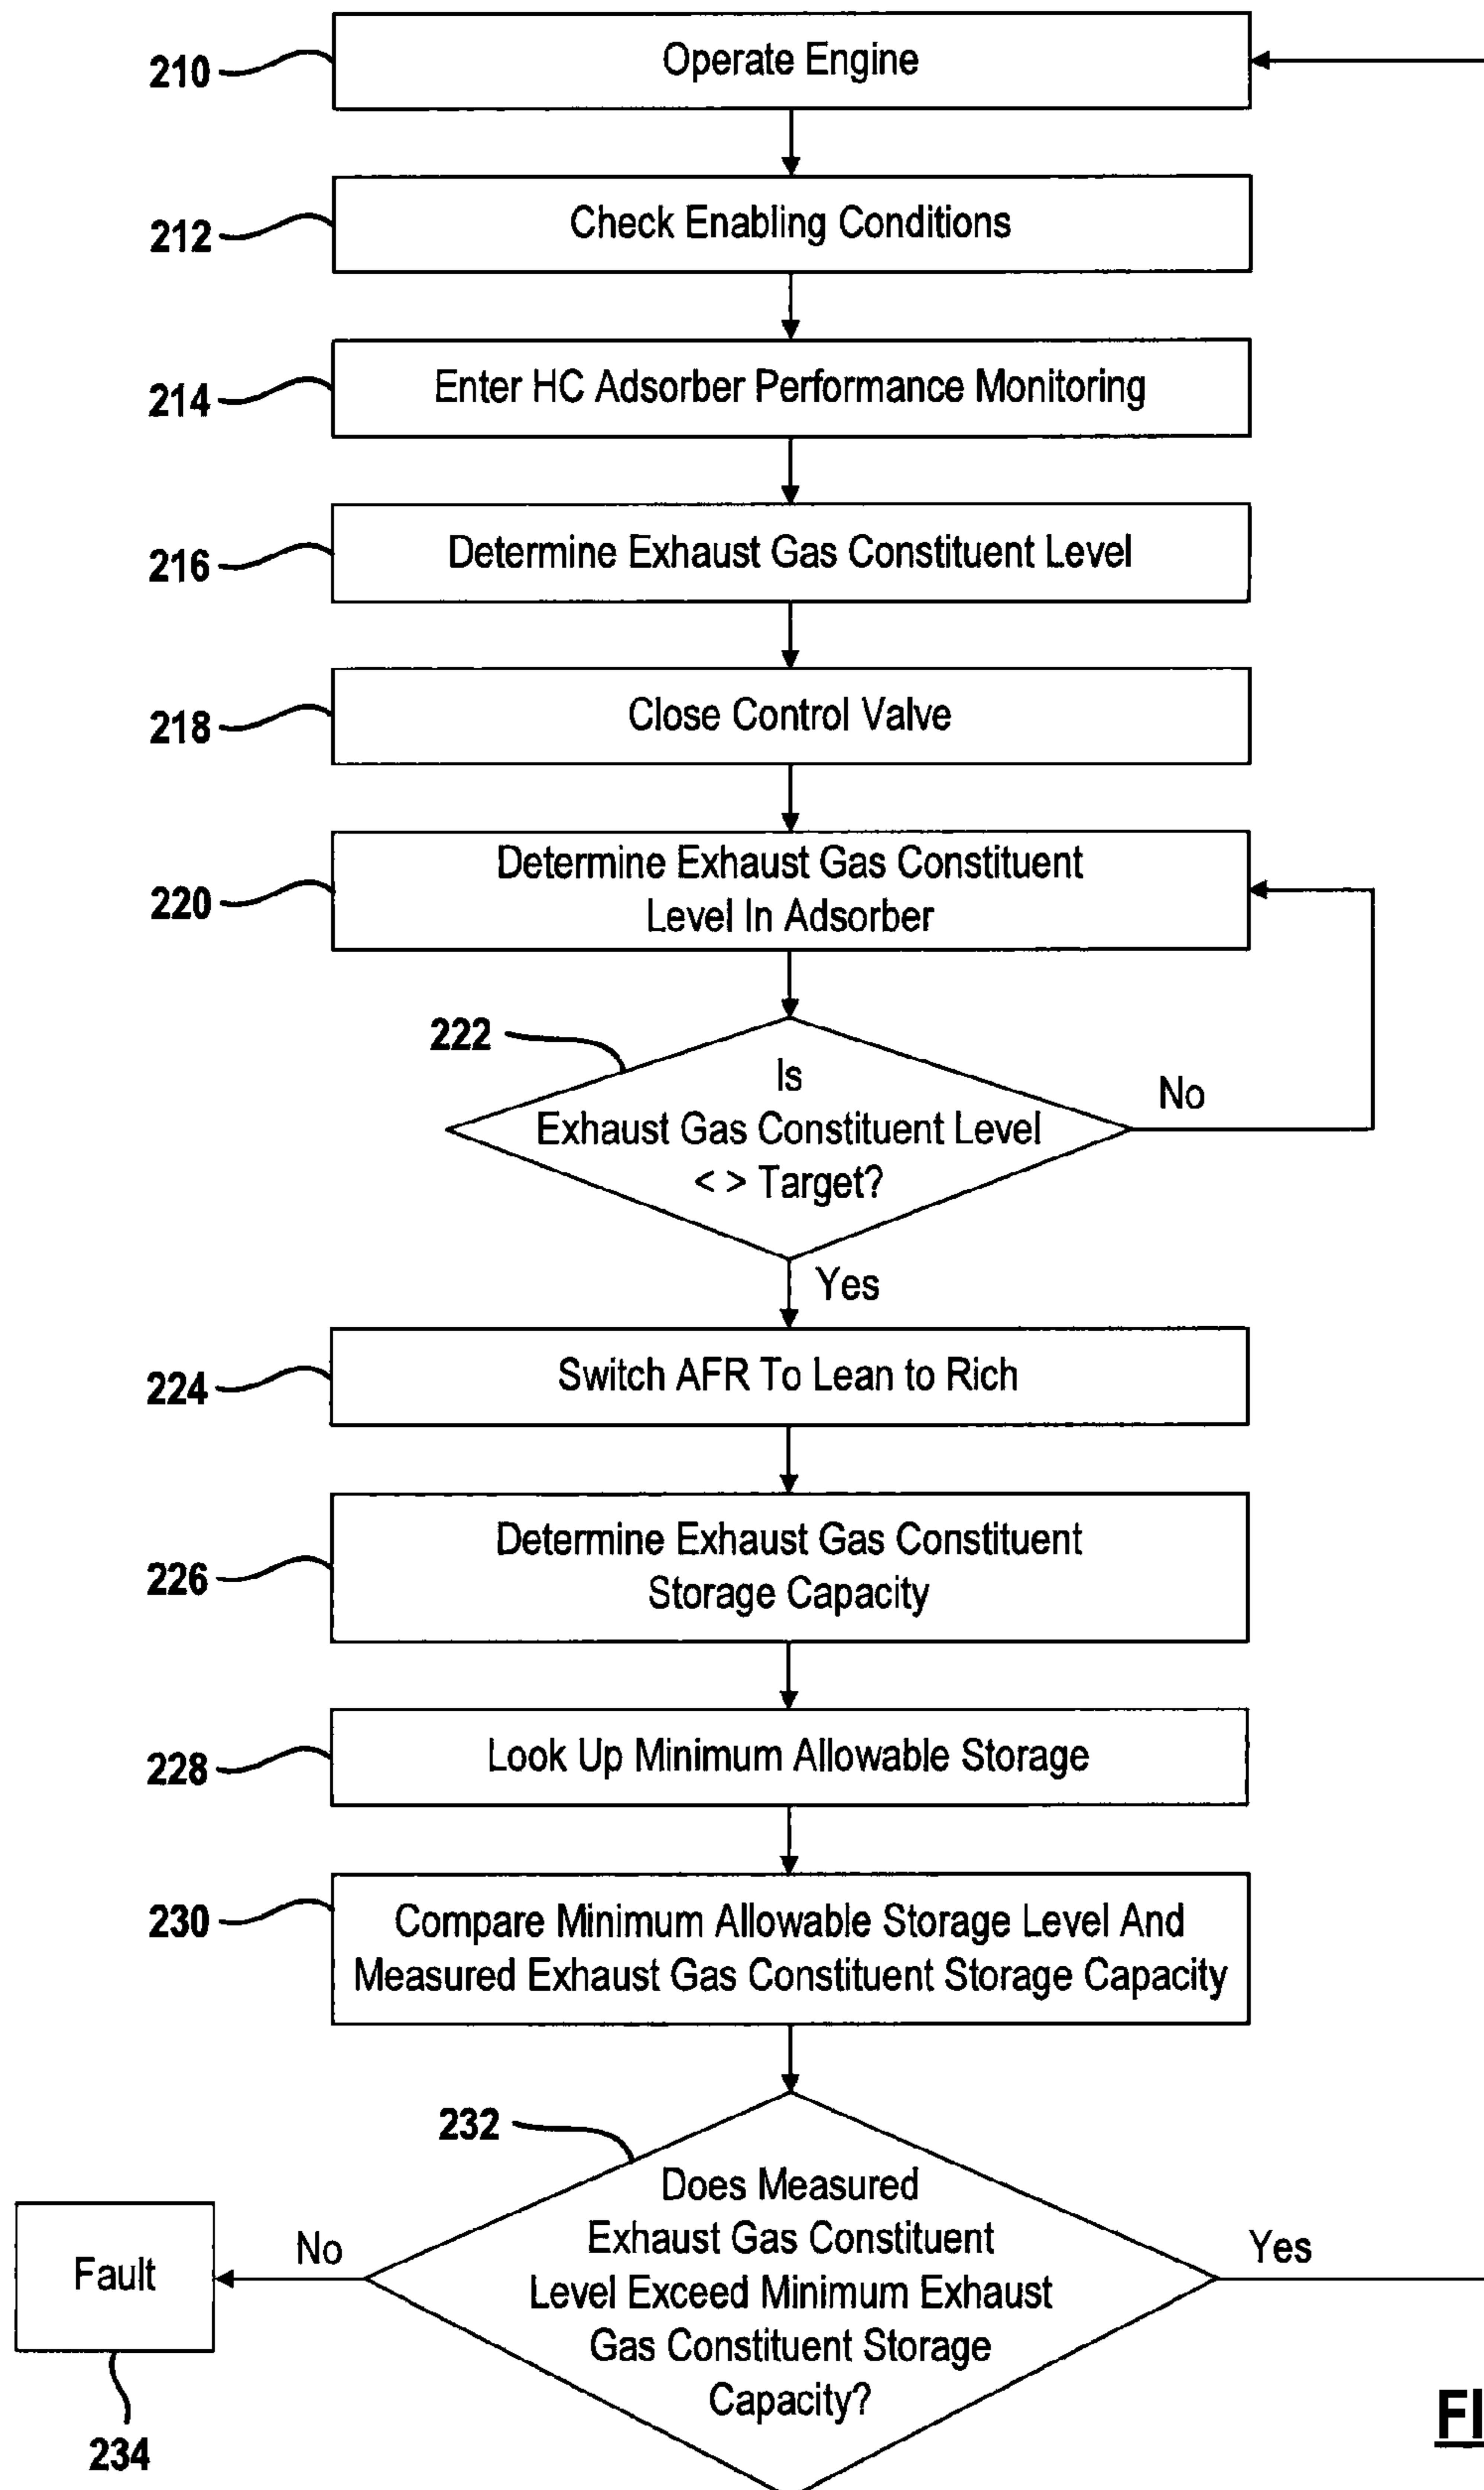 210
Operate Engine
212
Check Enabling Conditions
214
Enter HC Adsorber Performance Monitoring
216
Determine Exhaust Gas Constituent Level
218
Close Control Valve
220
Determine Exhaust Gas Constituent
Level In Adsorber
222
Is
Exhaust Gas Constituent Level
< > Target?
No
Yes
224
Switch AFR To Lean to Rich
226
Determine Exhaust Gas Constituent
Storage Capacity
228
Look Up Minimum Allowable Storage
230
Compare Minimum Allowable Storage Level And
Measured Exhaust Gas Constituent Storage Capacity
232
Does Measured
Exhaust Gas Constituent
Level Exceed Minimum Exhaust
Gas Constituent Storage
Capacity?
No
Yes
Fault
234